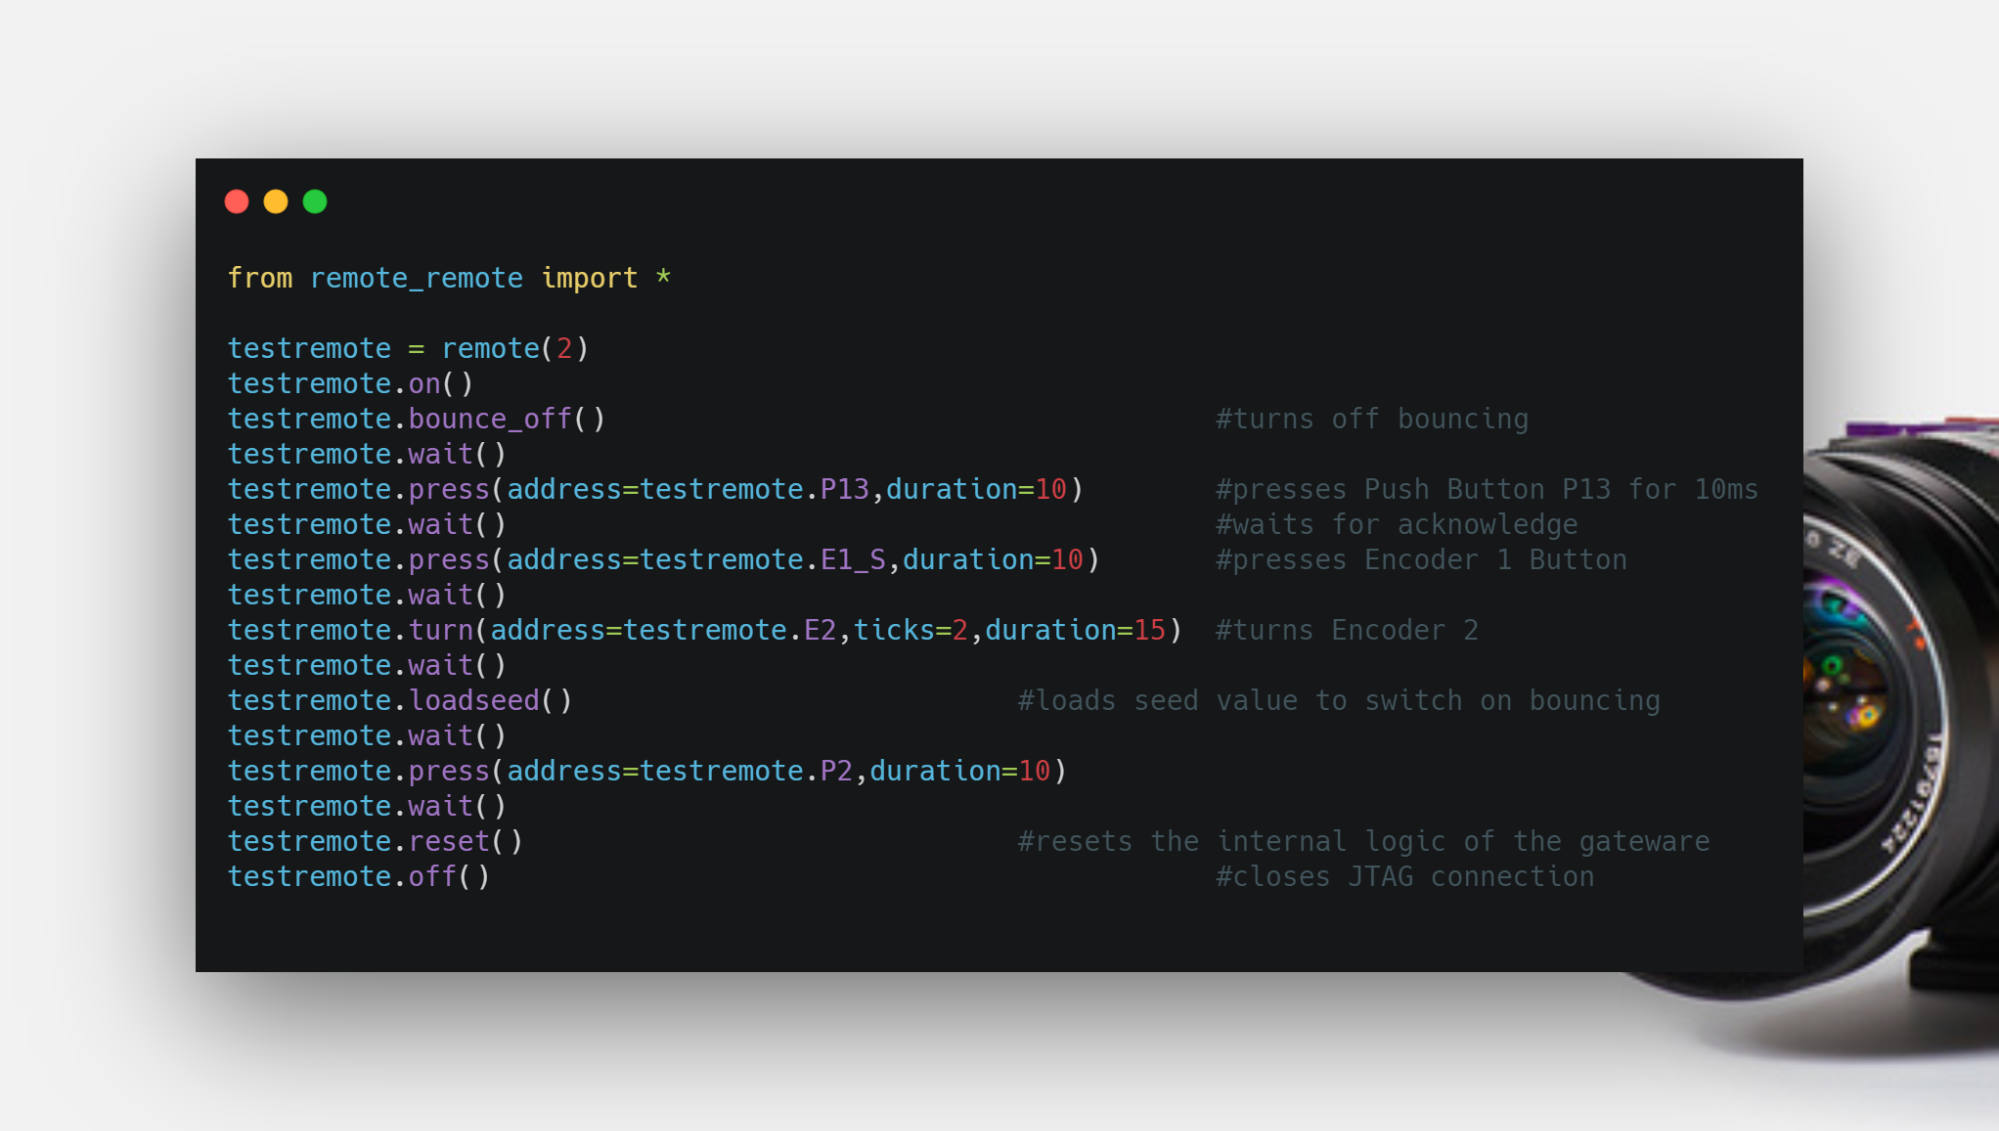 from remote_remote import *
testremote = remote(2)
testremote.on()
testremote.bounce_off() #turns off bouncing
testremote.wait()
testremote.press(address=testremote.P13,duration=10) #presses Push Button P13 for 10ms
testremote.wait() #waits for acknowledge
testremote.press(address=testremote.E1_S,duration=10) #presses Encoder 1 Button
testremote.wait()
testremote.turn(address=testremote.E2,ticks=2,duration=15) #turns Encoder 2
testremote.wait()
testremote.loadseed() #loads seed value to switch on bouncing
testremote.wait()
testremote.press(address=testremote.P2,duration=10)
testremote.wait()
testremote.reset() #resets the internal logic of the gateware
testremote.off() #closes JTAG connection
ZE
T*
15791224